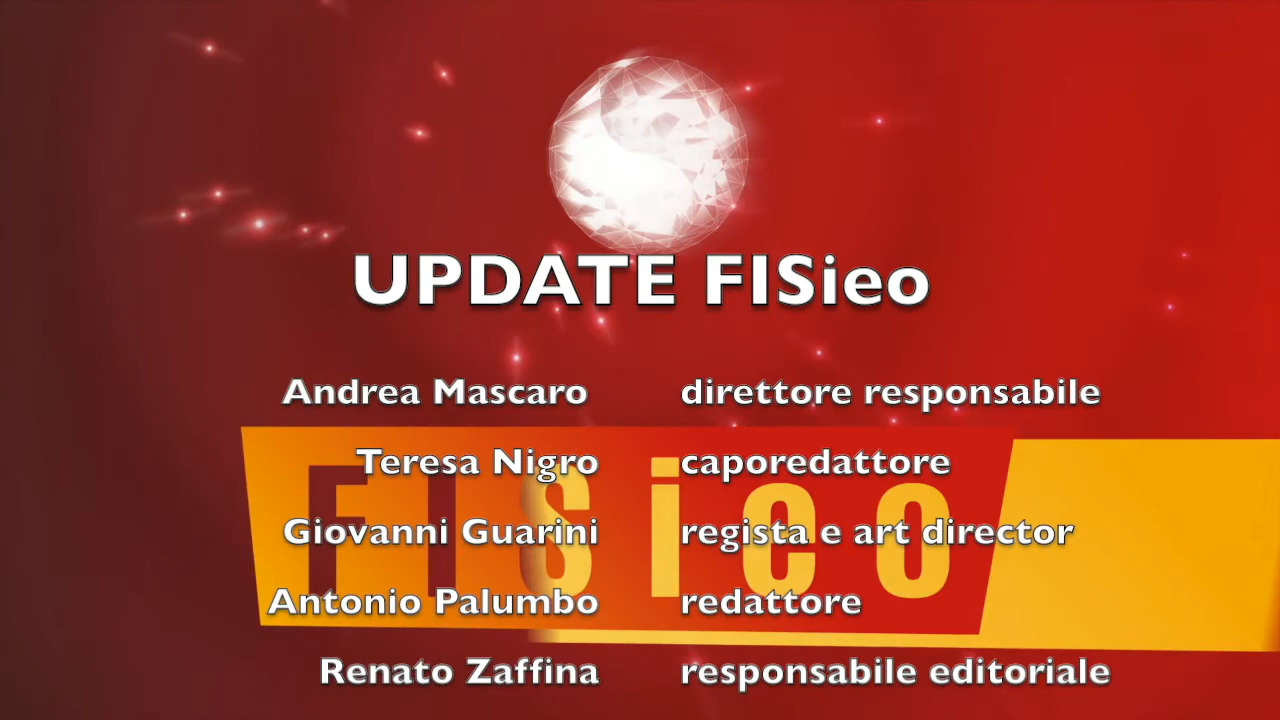 UPDATE FISieo
Andrea Mascaro direttore responsabile
Teresa Nigro caporedattore
FISieo
Giovanni Guarini regista e art director
Antonio Palumbo redattore
Renato Zaffina responsabile editoriale